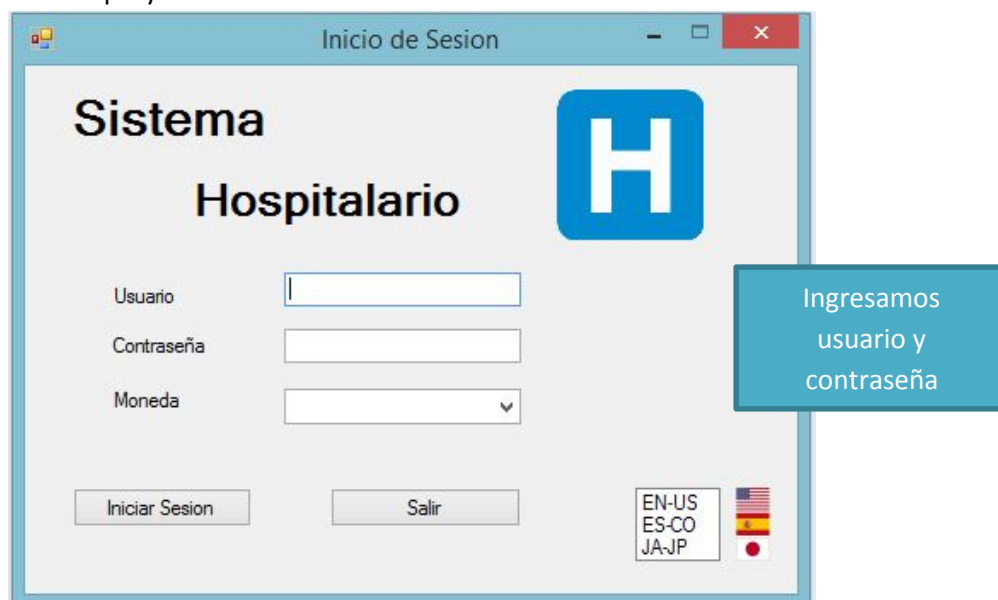 Inicio de Sesion
Sistema
H
Hospitalario
Usuario
Contraseña
Moneda
Ingresamos
usuario y
contraseña
Iniciar Sesion
Salir
EN-US
ES-CO
JA-JP